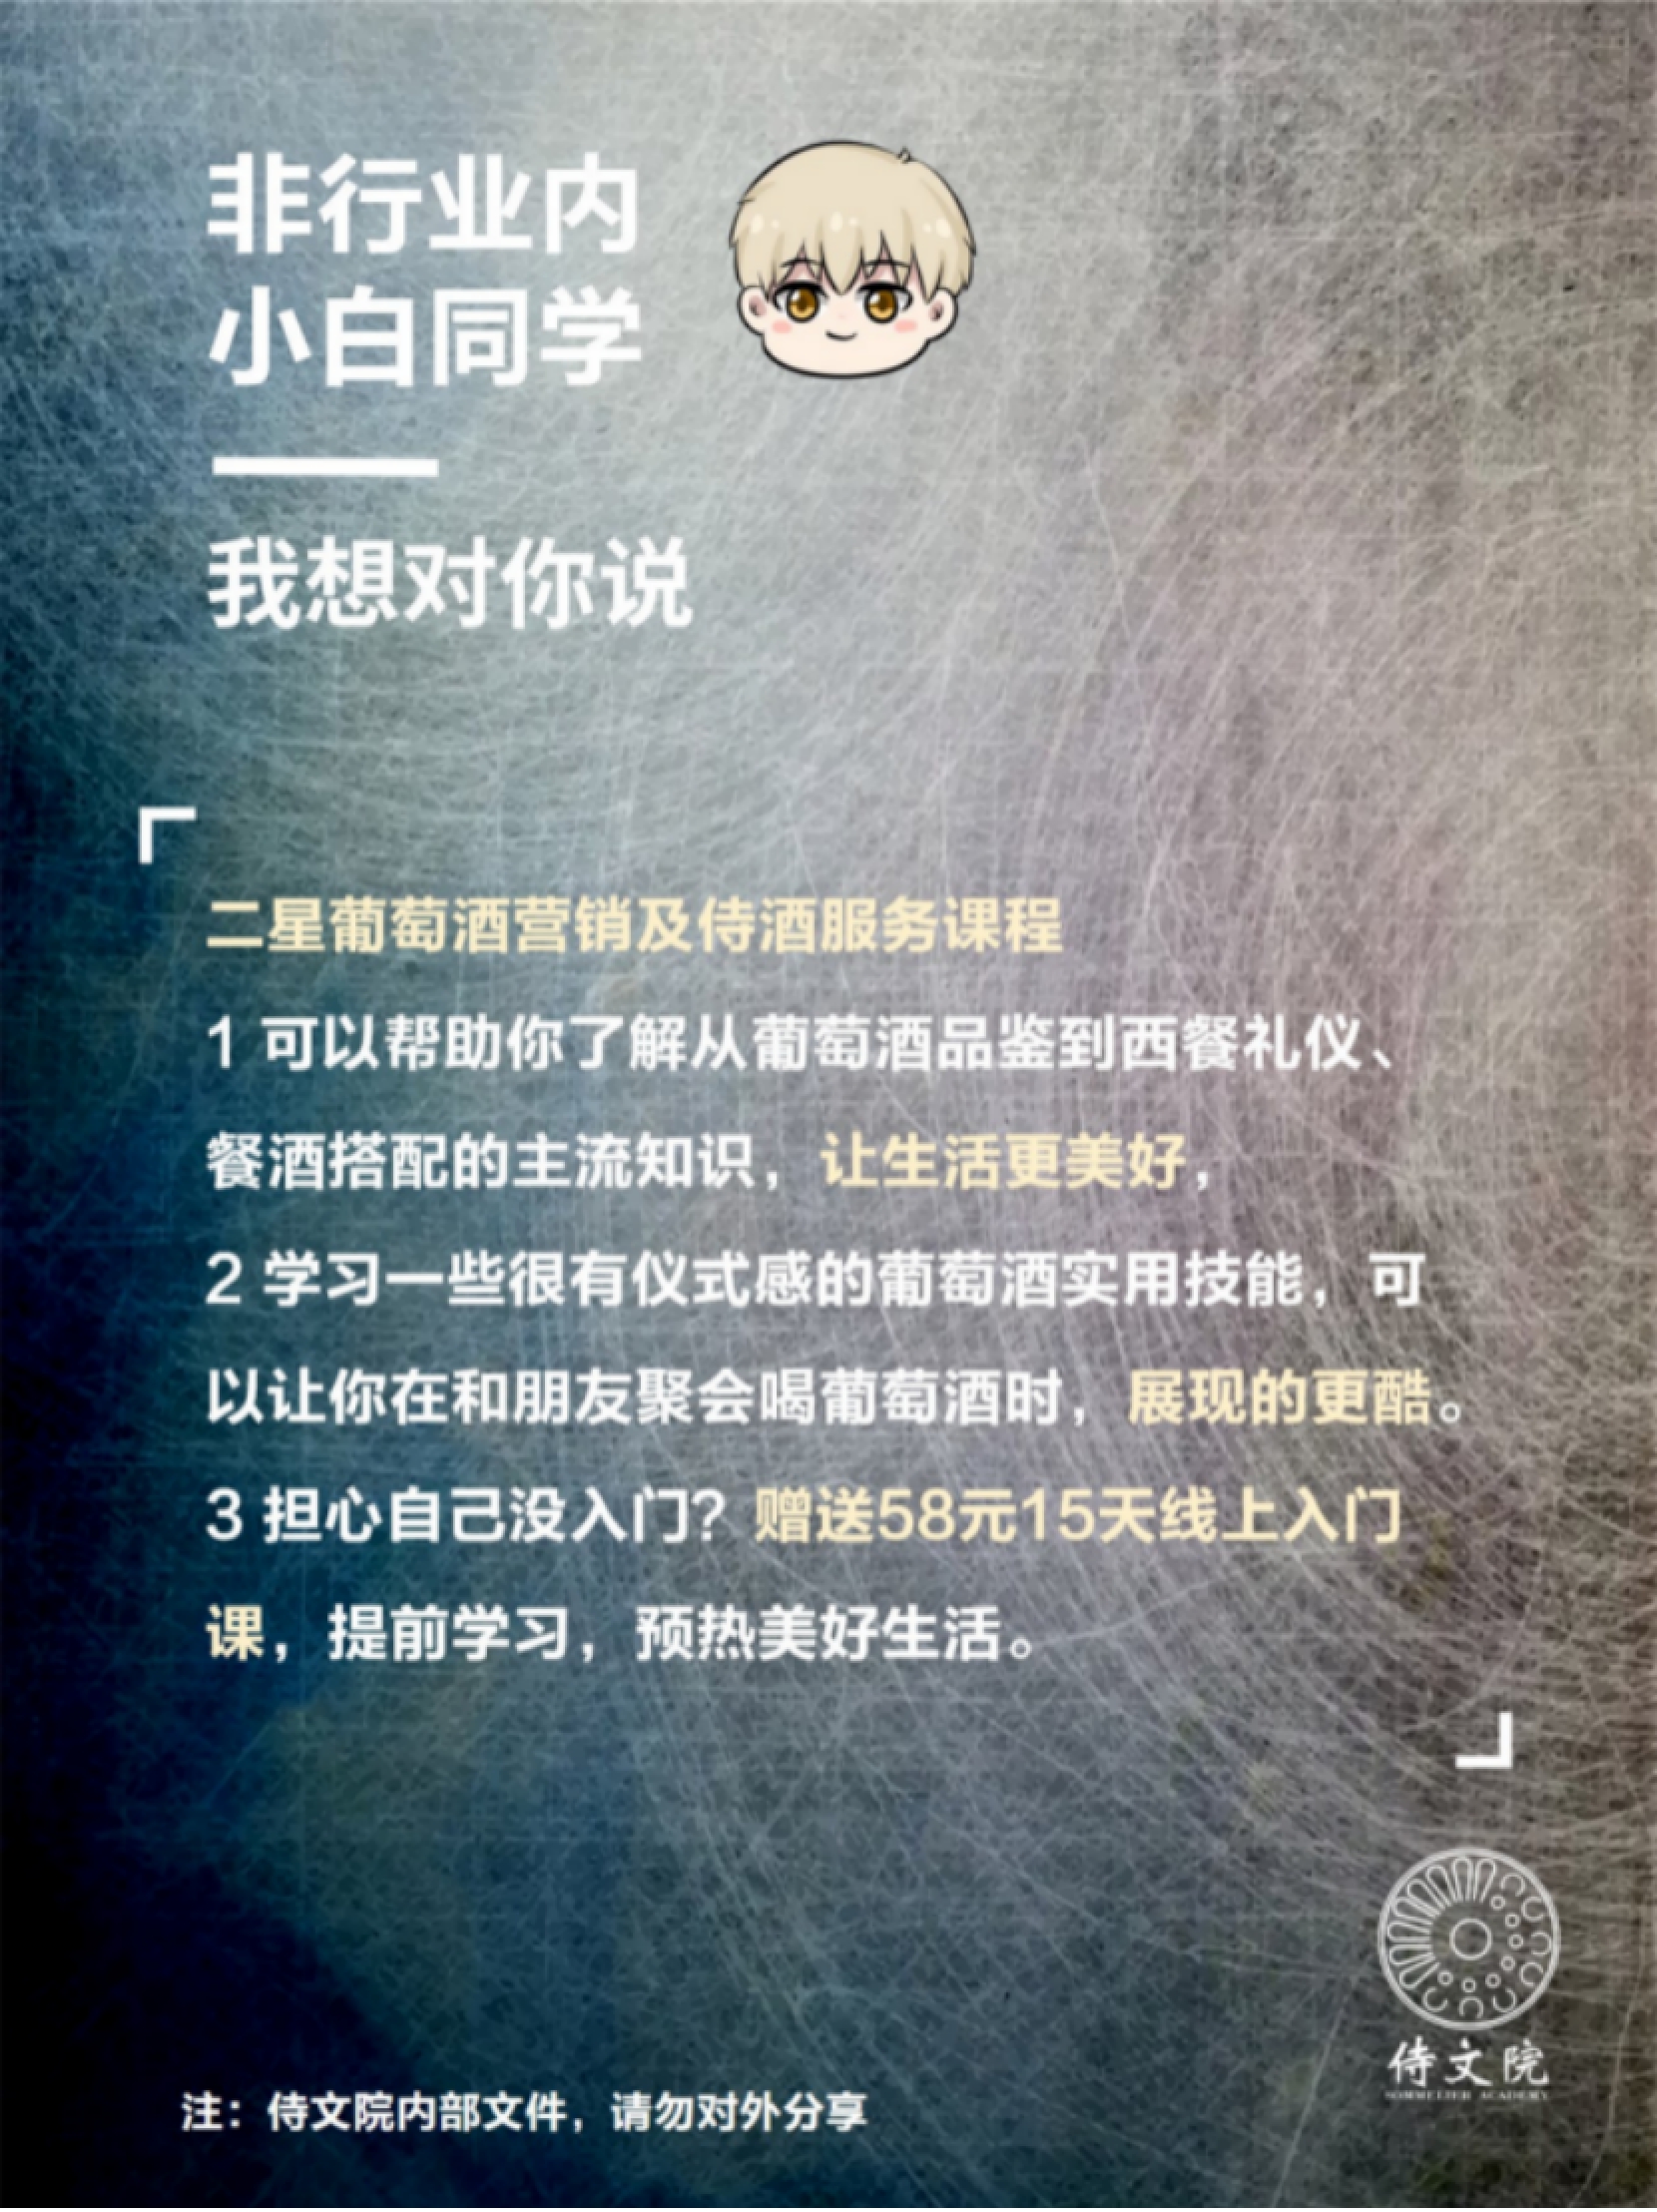 非行业内
小白同学
我想对你说
二星葡萄酒营销及侍酒服务课程
1 可以帮助你了解从葡萄酒品鉴到西餐礼仪、
餐酒搭配的主流知识，让生活更美好，
2 学习一些很有仪式感的葡萄酒实用技能，可
以让你在和朋友聚会喝葡萄酒时，展现的更酷。
3 担心自己没入门？赠送58元15天线上入门
课，提前学习，预热美好生活。
侍文院
SOMMELIER ACADEMY
注：侍文院内部文件，请勿对外分享